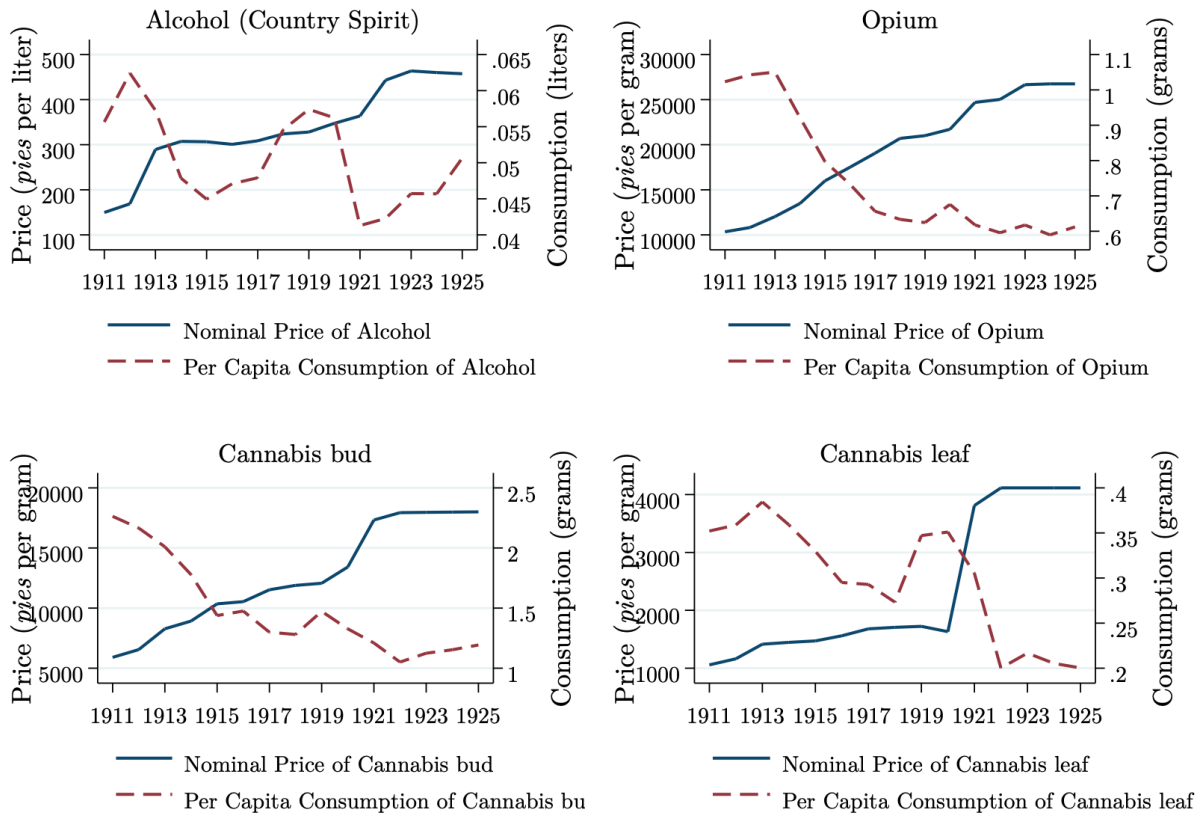 Alcohol (Country Spirit)
Price (pies per liter)
500
400
300
200
100
.065
.06
.055
.05
.045
.04
Consumption (liters)
1911 1913 1915 1917 1919 1921 1923 1925
Nominal Price of Alcohol
Per Capita Consumption of Alcohol
Opium
Price (pies per gram)
30000
25000
20000
15000
10000
1.1
1
.9
.8
.7
.6
Consumption (grams)
1911 1913 1915 1917 1919 1921 1923 1925
Nominal Price of Opium
Per Capita Consumption of Opium
Cannabis bud
Price (pies per gram)
20000
15000
10000
5000
2.5
2
1.5
1
Consumption (grams)
1911 1913 1915 1917 1919 1921 1923 1925
Nominal Price of Cannabis bud
Per Capita Consumption of Cannabis bu
Cannabis leaf
Price (pies per gram)
4000
3000
2000
1000
.4
.35
.3
.25
.2
Consumption (grams)
1911 1913 1915 1917 1919 1921 1923 1925
Nominal Price of Cannabis leaf
Per Capita Consumption of Cannabis leaf